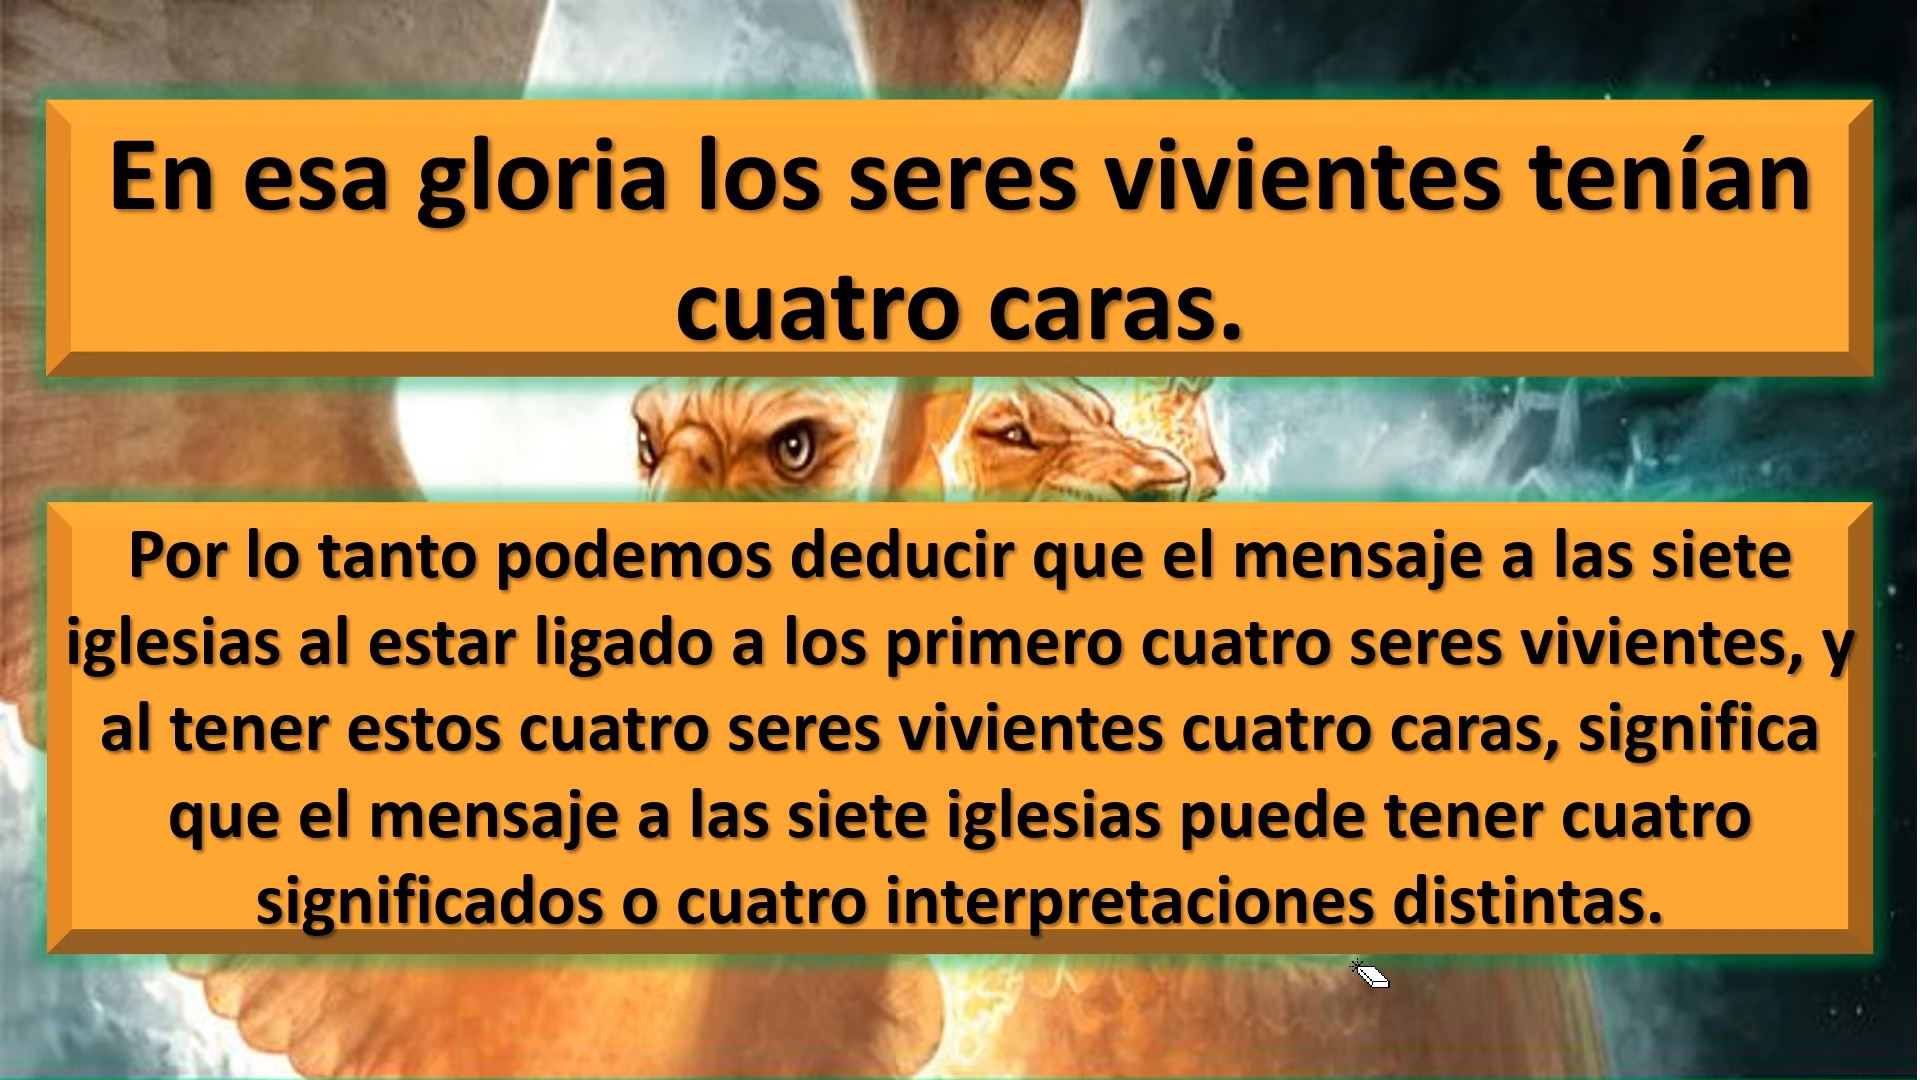 En esa gloria los seres vivientes tenían
cuatro caras.
Por lo tanto podemos deducir que el mensaje a las siete
iglesias al estar ligado a los primero cuatro seres vivientes, y
al tener estos cuatro seres vivientes cuatro caras, significa
que el mensaje a las siete iglesias puede tener cuatro
significados o cuatro interpretaciones distintas.